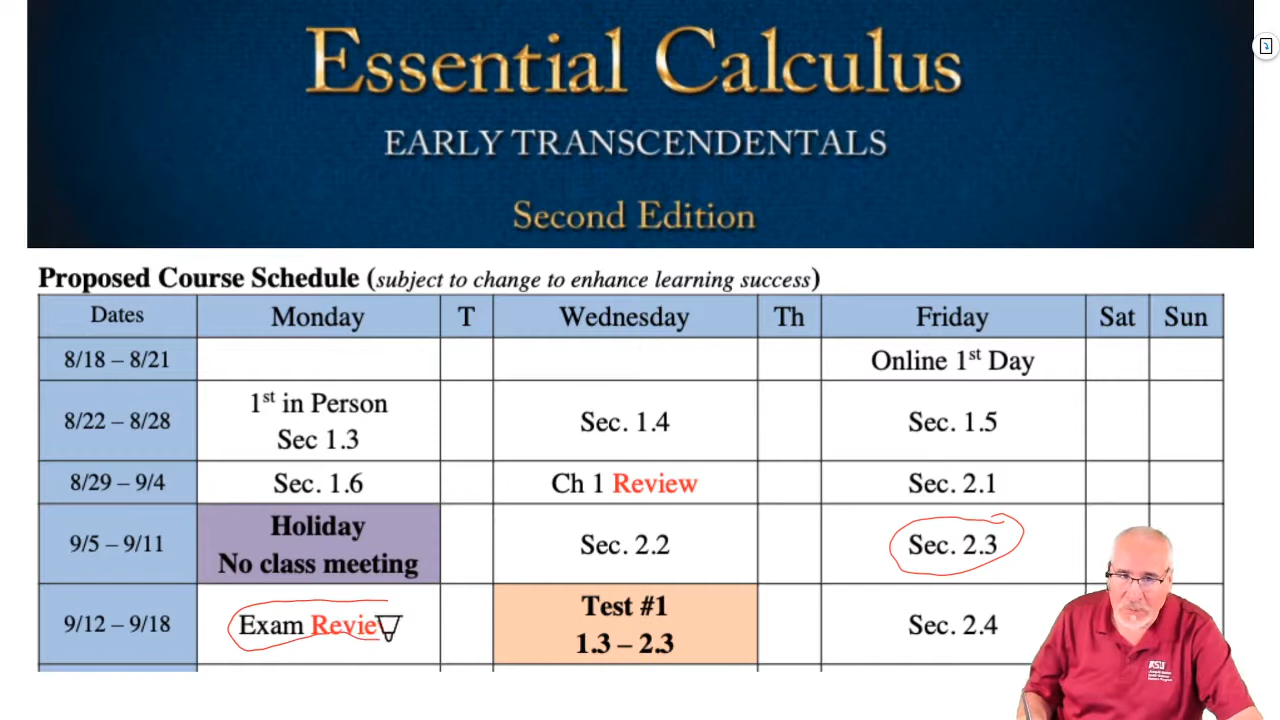 Essential Calculus
EARLY TRANSCENDENTALS
Second Edition
Proposed Course Schedule (subject to change to enhance learning success)
Dates Monday T Wednesday Th Friday Sat Sun
8/18 – 8/21 Online 1st Day
8/22 – 8/28 1st in Person Sec 1.3 Sec. 1.4 Sec. 1.5
8/29 – 9/4 Sec. 1.6 Ch 1 Review Sec. 2.1
9/5 – 9/11 Holiday No class meeting Sec. 2.2 Sec. 2.3
9/12 – 9/18 Exam Revie Test #1 1.3 – 2.3 Sec. 2.4
ASU